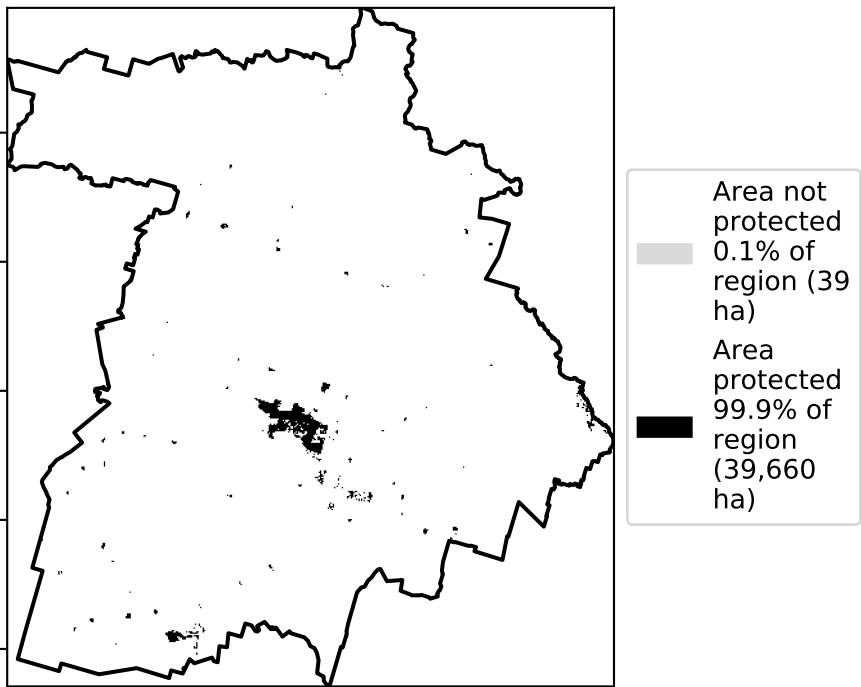 Area not
protected
0.1% of
region (39
ha)
Area
protected
99.9% of
region
(39,660
ha)